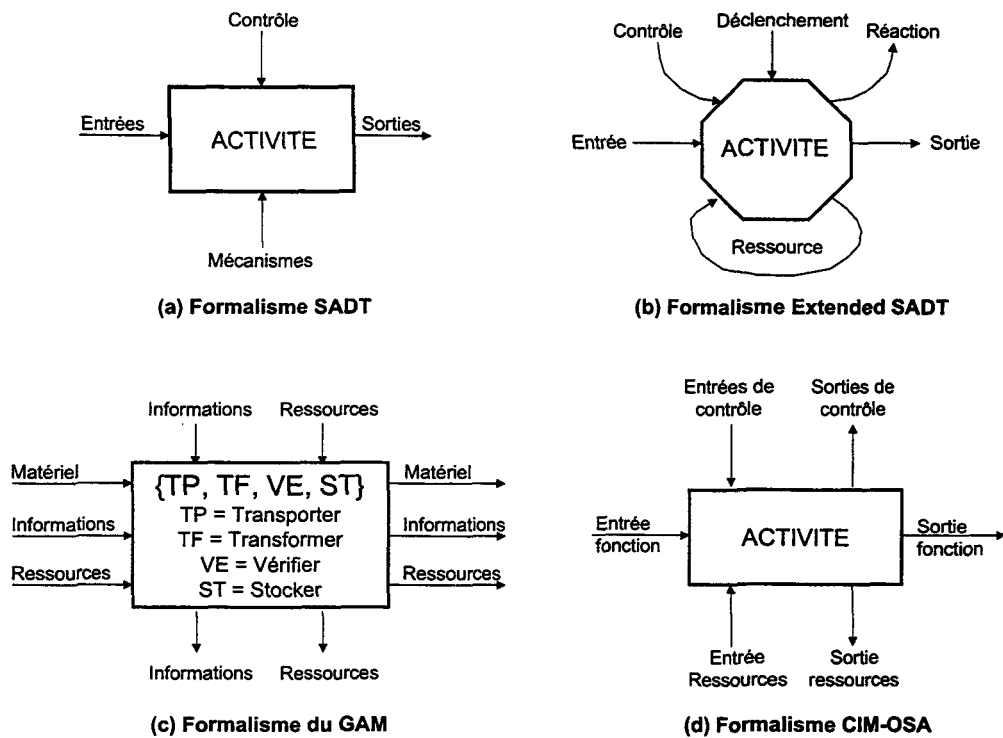 Contrôle
Entrées
ACTIVITE
Sorties
Mécanismes
(a) Formalisme SADT
Déclenchement
Contrôle
Réaction
Entrée
ACTIVITE
Sortie
Ressource
(b) Formalisme Extended SADT
Informations
Ressources
Matériel
Informations
Ressources
{TP, TF, VE, ST}
TP = Transporter
TF = Transformer
VE = Vérifier
ST = Stocker
Matériel
Informations
Ressources
Informations
Ressources
(c) Formalisme du GAM
Entrées de
contrôle
Sorties de
contrôle
Entrée
fonction
ACTIVITE
Sortie
fonction
Entrée
Ressources
Sortie
ressources
(d) Formalisme CIM-OSA